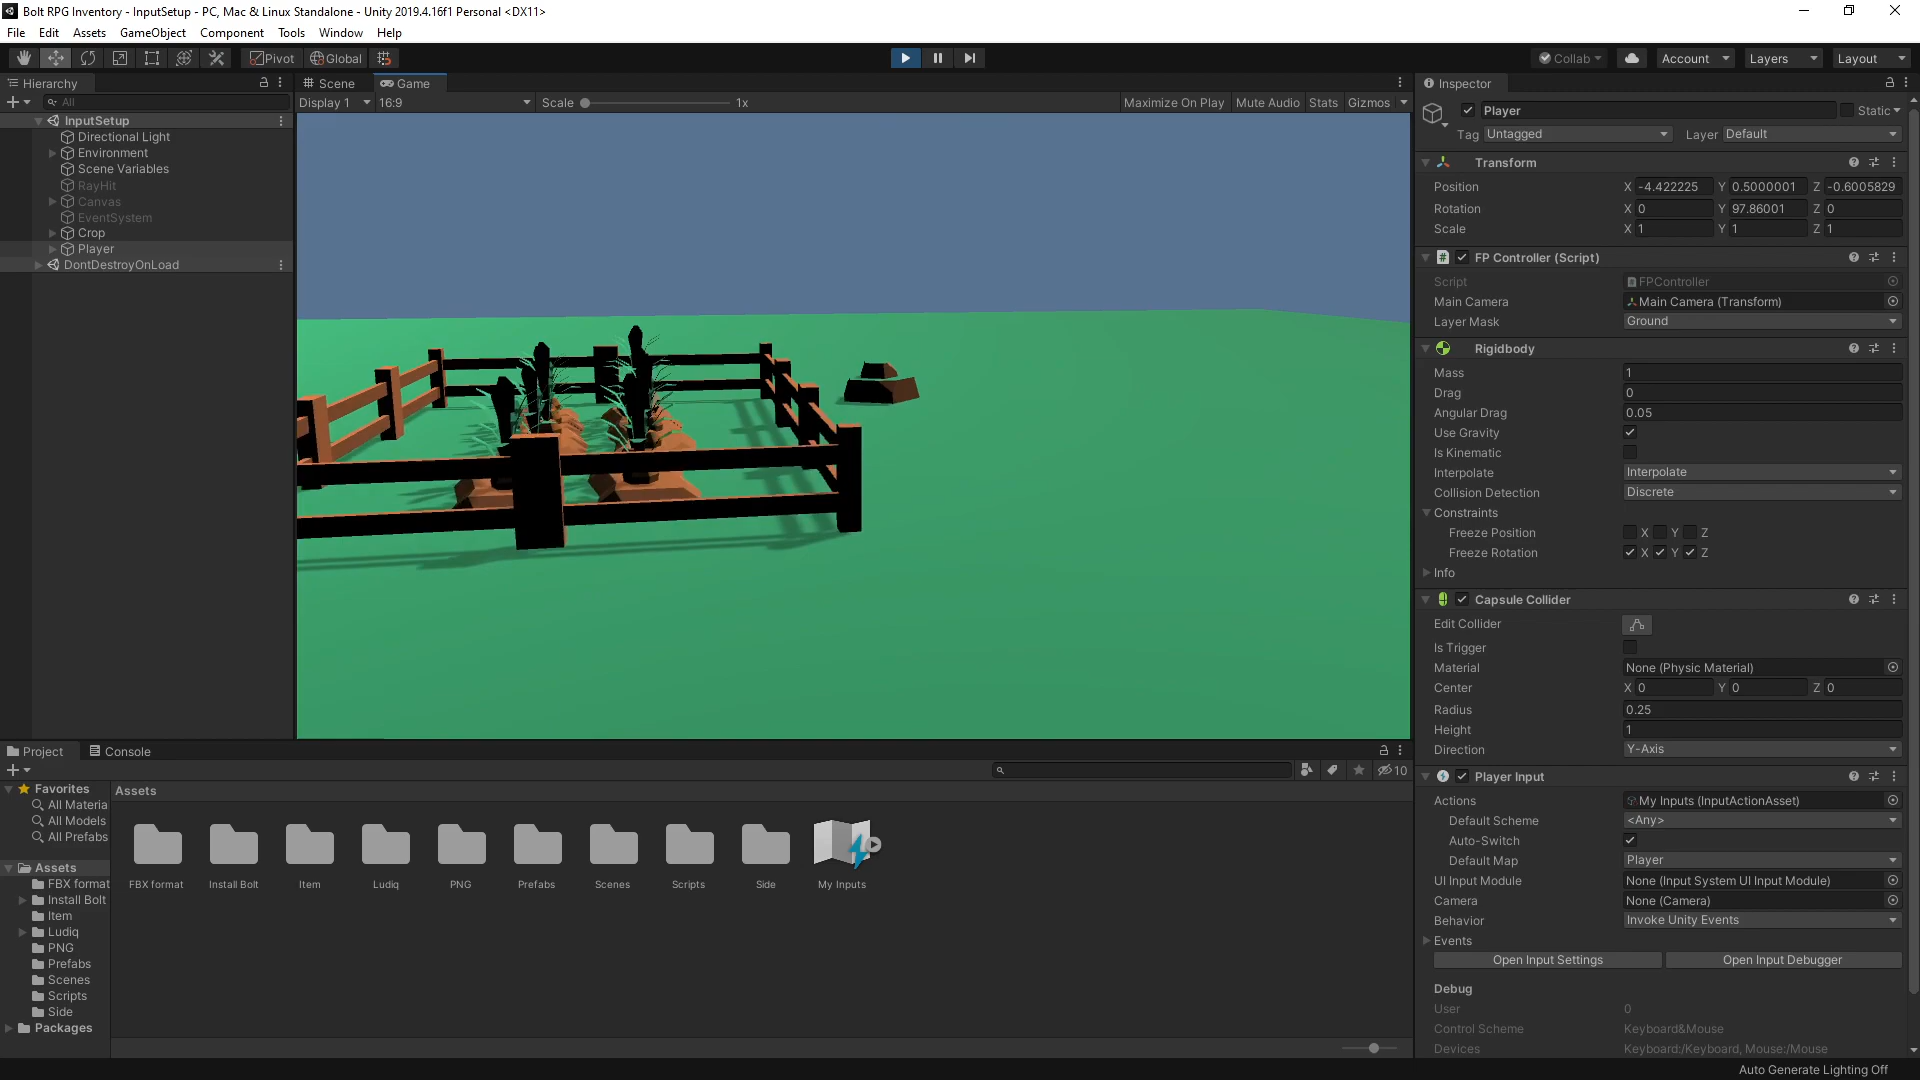 Bolt RPG Inventory - InputSetup - PC, Mac & Linux Standalone - Unity 2019.4.16f1 Personal <DX11>
File Edit Assets GameObject Component Tools Window Help
Pivot Global Collab Account Layers Layout
Hierarchy
All
InputSetup
Directional Light
Environment
Scene Variables
RayHit
Canvas
EventSystem
Crop
Player
DontDestroyOnLoad
Scene Game
Display 1 16:9 Scale 1x Maximize On Play Mute Audio Stats Gizmos
Inspector
Player Static
Tag Untagged Layer Default
Transform
Position X -4.422225 Y 0.5000001 Z -0.6005829
Rotation X 0 Y 97.86001 Z 0
Scale X 1 Y 1 Z 1
FP Controller (Script)
Script FPController
Main Camera Main Camera (Transform)
Layer Mask Ground
Rigidbody
Mass 1
Drag 0
Angular Drag 0.05
Use Gravity
Is Kinematic
Interpolate Interpolate
Collision Detection Discrete
Constraints
Freeze Position X Y Z
Freeze Rotation X Y Z
Info
Capsule Collider
Edit Collider
Is Trigger
Material None (Physic Material)
Center X 0 Y 0 Z 0
Radius 0.25
Height 1
Direction Y-Axis
Player Input
Actions My Inputs (InputActionAsset)
Default Scheme <Any>
Auto-Switch
Default Map Player
UI Input Module None (Input System UI Input Module)
Camera None (Camera)
Behavior Invoke Unity Events
Events
Open Input Settings Open Input Debugger
Debug
User 0
Control Scheme Keyboard&Mouse
Devices Keyboard:/Keyboard, Mouse:/Mouse
Project Console
10
Favorites
All Materia
All Models
All Prefabs
Assets
FBX format
Install Bolt
Item
Ludiq
PNG
Prefabs
Scenes
Scripts
Side
Packages
Assets
FBX format Install Bolt Item Ludiq PNG Prefabs Scenes Scripts Side My Inputs
Auto Generate Lighting Off